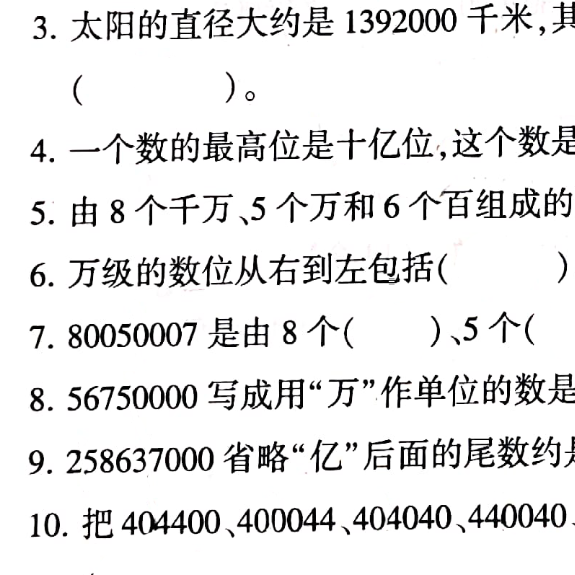 3. 太阳的直径大约是 1392000 千米,其
(          )。
4. 一个数的最高位是十亿位,这个数是
5. 由 8 个千万、5 个万和 6 个百组成的
6. 万级的数位从右到左包括(          )
7. 80050007 是由 8 个(      )、5 个(
8. 56750000 写成用“万”作单位的数是
9. 258637000 省略“亿”后面的尾数约是
10. 把 404400、400044、404040、440040、